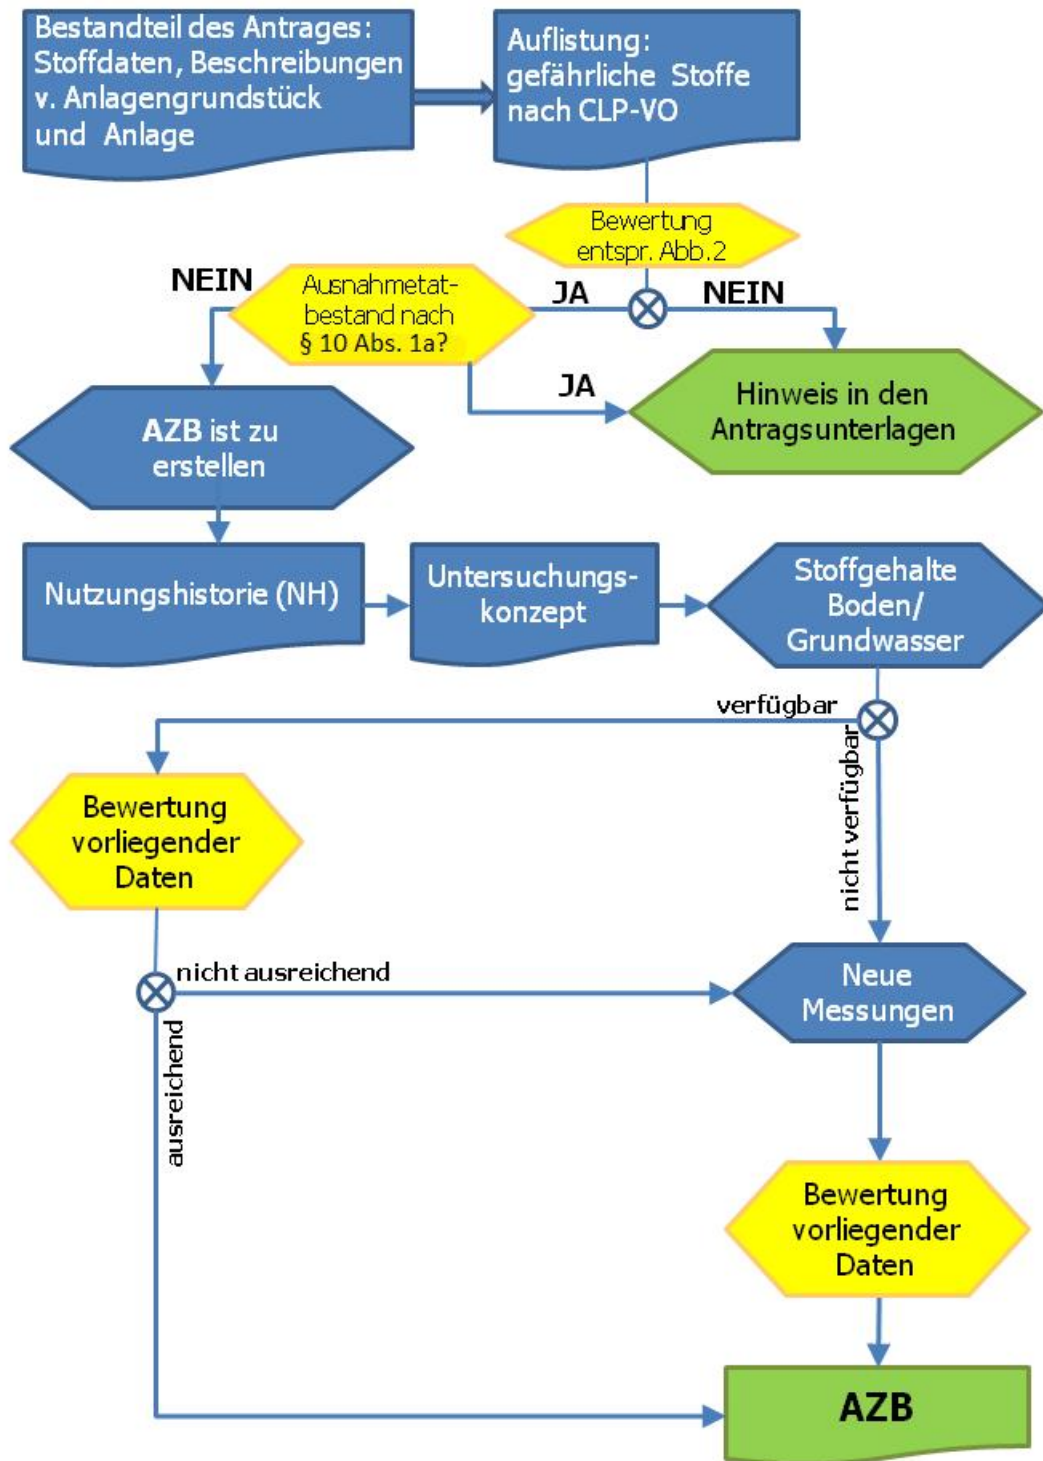 Bestandteil des Antrages:
Stoffdaten, Beschreibungen
v. Anlagengrundstück
und Anlage
Auflistung:
gefährliche Stoffe
nach CLP-VO
Bewertung
entspr. Abb.2
NEIN
Ausnahmetat-
bestand nach
§ 10 Abs. 1a?
JA
NEIN
JA
Hinweis in den
Antragsunterlagen
AZB ist zu
erstellen
Nutzungshistorie (NH)
Untersuchungs-
konzept
Stoffgehalte
Boden/
Grundwasser
verfügbar
nicht verfügbar
Bewertung
vorliegender
Daten
nicht ausreichend
ausreichend
Neue
Messungen
Bewertung
vorliegender
Daten
AZB